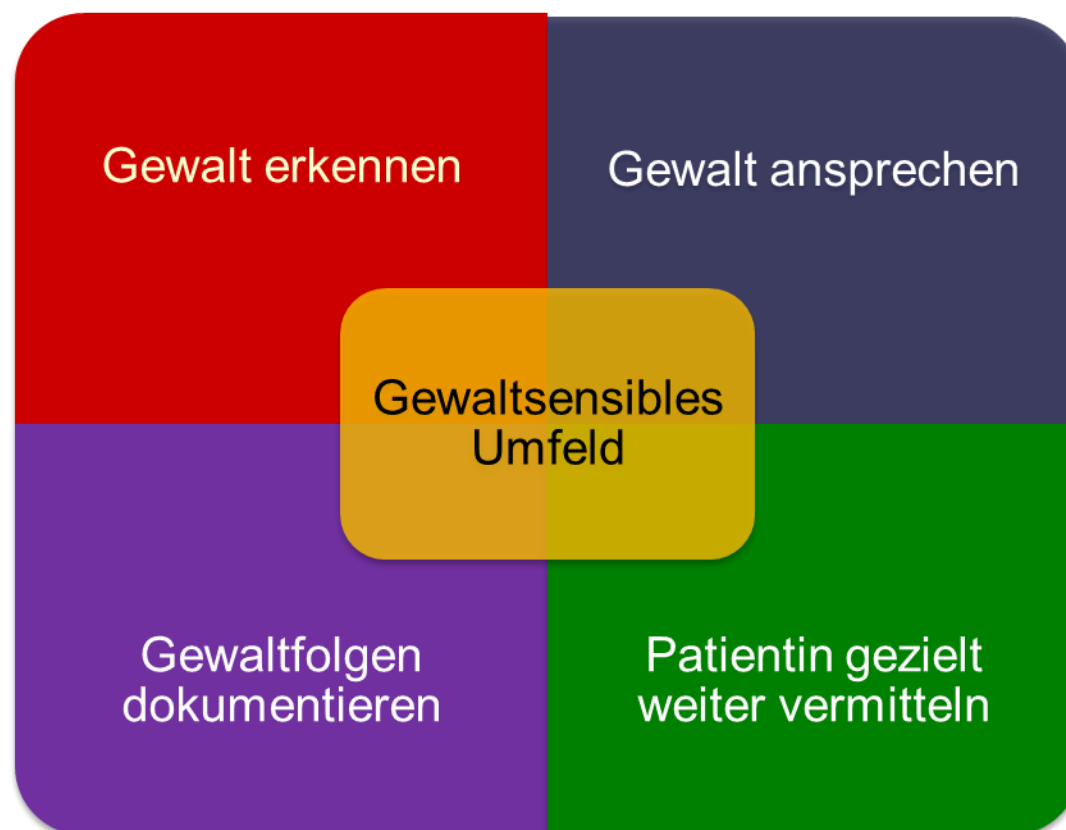 Gewalt erkennen
Gewalt ansprechen
Gewaltsensibles
Umfeld
Gewaltfolgen
dokumentieren
Patientin gezielt
weiter vermitteln